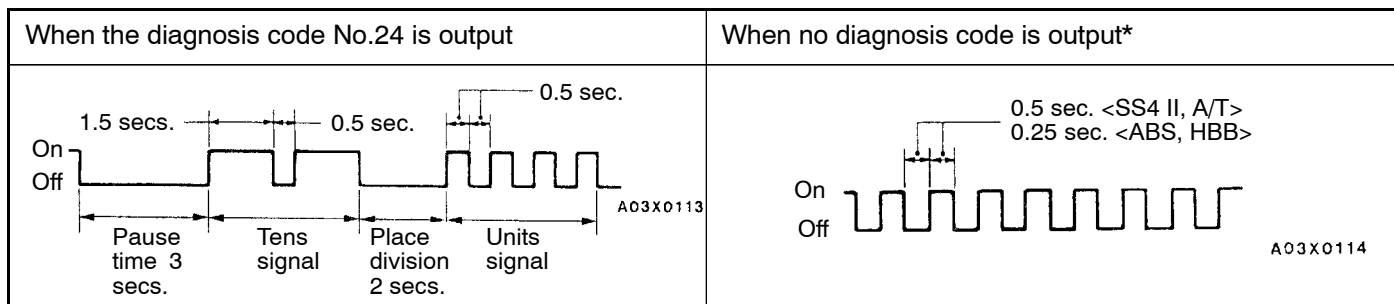 When the diagnosis code No.24 is output
When no diagnosis code is output*
0.5 sec.
1.5 secs.
0.5 sec.
On
Off
A03X0113
Pause
time 3
secs.
Tens
signal
Place
division
2 secs.
Units
signal
0.5 sec. <SS4 II, A/T>
0.25 sec. <ABS, HBB>
On
Off
A03X0114